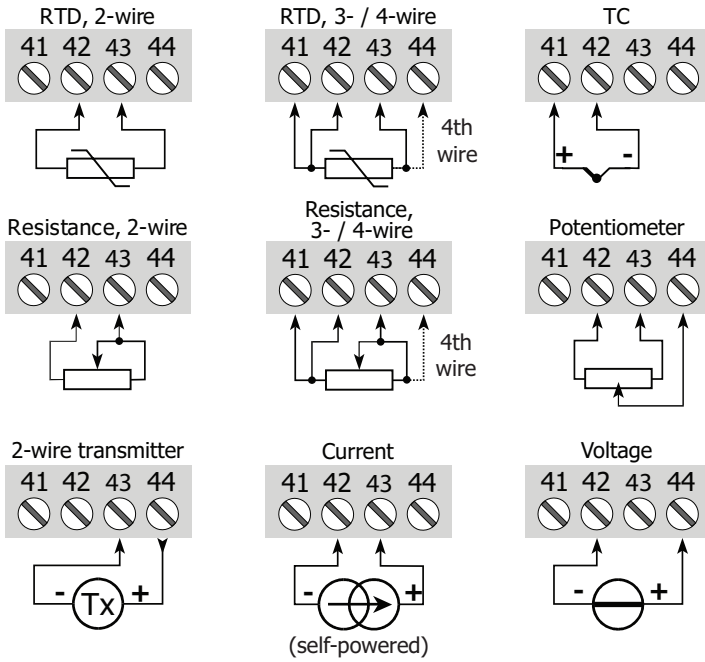 RTD, 2-wire
41 42 43 44
RTD, 3- / 4-wire
41 42 43 44
4th
wire
TC
41 42 43 44
+ -
Resistance, 2-wire
41 42 43 44
Resistance,
3- / 4-wire
41 42 43 44
4th
wire
Potentiometer
41 42 43 44
2-wire transmitter
41 42 43 44
- Tx +
Current
41 42 43 44
- +
(self-powered)
Voltage
41 42 43 44
- +